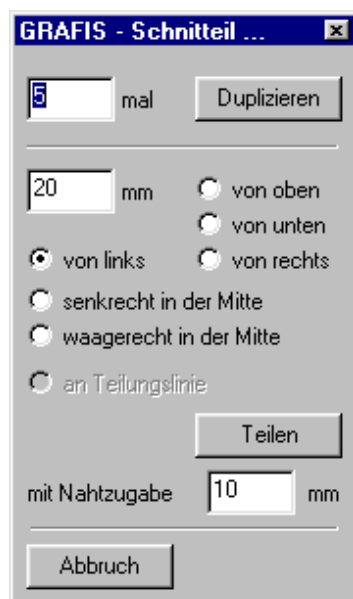 GRAFIS - Schnitteil ...
5 mal Duplizieren
20 mm von oben
von unten
von links von rechts
senkrecht in der Mitte
waagerecht in der Mitte
an Teilungslinie
Teilen
mit Nahtzugabe 10 mm
Abbruch